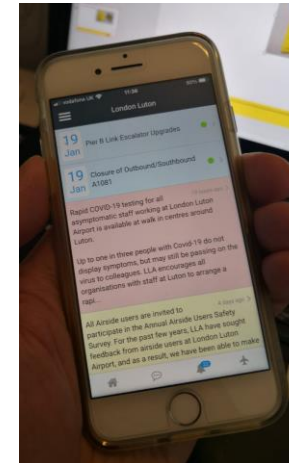 vodafone UK
11:36
80%
London Luton
19
Jan
Pier B Link Escalator Upgrades
19
Jan
Closure of Outbound/Southbound
A1081
Rapid COVID-19 testing for all
asymptomatic staff working at London Luton
Airport is available at walk in centres around
Luton.
Up to one in three people with Covid-19 do not
display symptoms, but may still be passing on the
virus to colleagues. LLA encourages all
organisations with staff at Luton to arrange a
rapi...
All Airside users are invited to
4 days ago
participate in the Annual Airside Users Safety
Survey. For the past few years, LLA have sought
feedback from airside users at London Luton
Airport, and as a result, we have been able to make